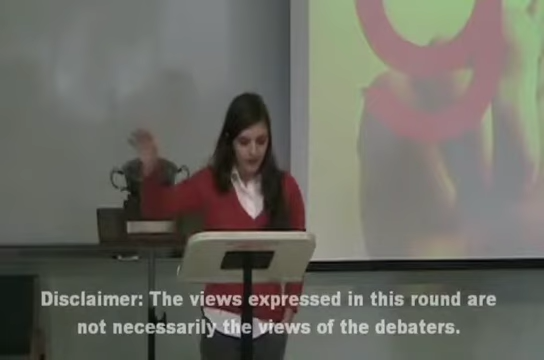 Disclaimer: The views expressed in this round are
not necessarily the views of the debaters.